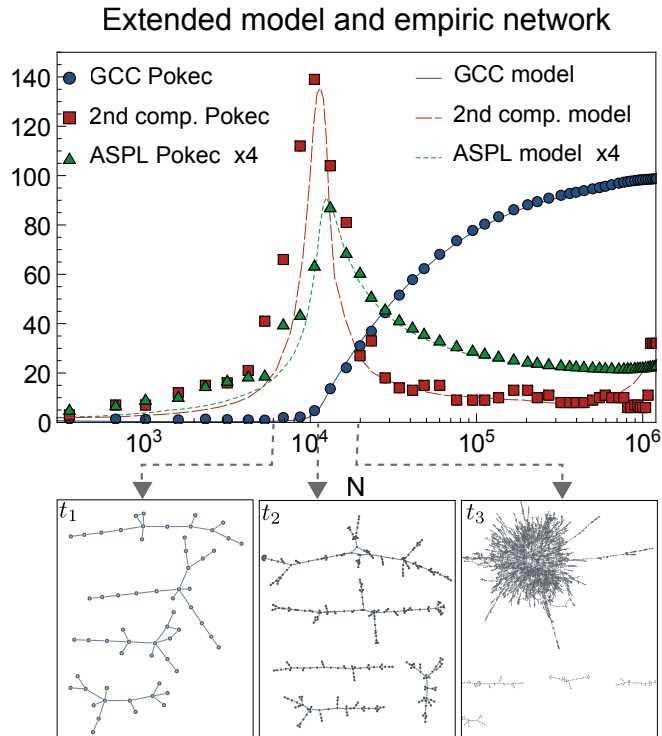 Extended model and empiric network
140
120
100
80
60
40
20
0
GCC Pokec
2nd comp. Pokec
ASPL Pokec x4
GCC model
2nd comp. model
ASPL model x4
10³ 10⁴ 10⁵ 10⁶
N
t₁ t₂ t₃